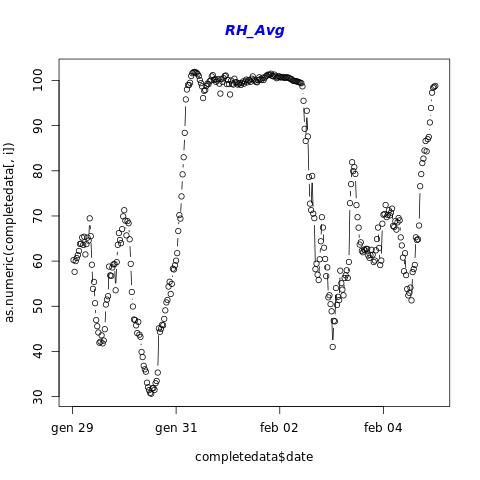 RH_Avg
as.numeric(completedata[, i])
100
90
80
70
60
50
40
30
gen 29
gen 31
feb 02
feb 04
completedata$date